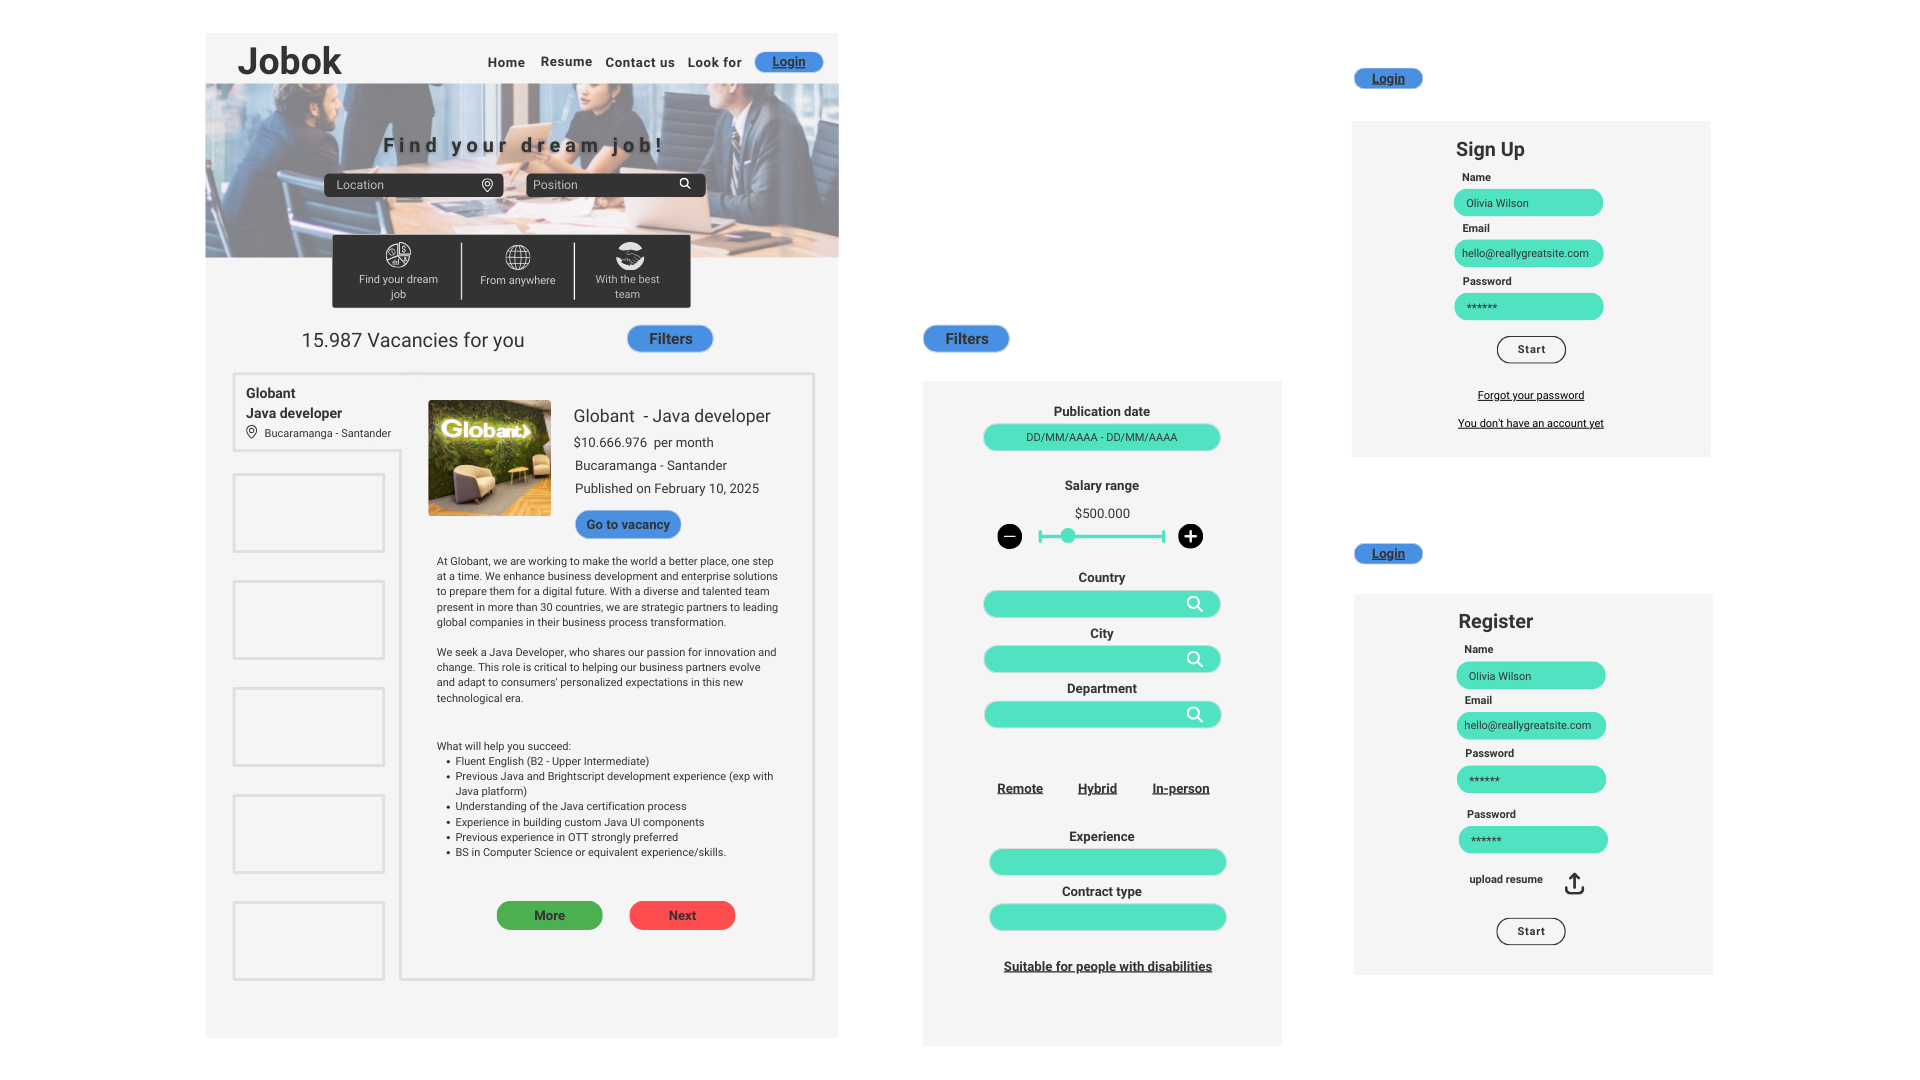 Jobok
Home Resume Contact us Look for Login
Find your dream job!
Location Position
Find your dream
job
From anywhere
With the best
team
15.987 Vacancies for you Filters
Globant
Java developer
Bucaramanga - Santander
Globant
Globant - Java developer
$10.666.976 per month
Bucaramanga - Santander
Published on February 10, 2025
Go to vacancy
At Globant, we are working to make the world a better place, one step
at a time. We enhance business development and enterprise solutions
to prepare them for a digital future. With a diverse and talented team
present in more than 30 countries, we are strategic partners to leading
global companies in their business process transformation.
We seek a Java Developer, who shares our passion for innovation and
change. This role is critical to helping our business partners evolve
and adapt to consumers' personalized expectations in this new
technological era.
What will help you succeed:
• Fluent English (B2 - Upper Intermediate)
• Previous Java and Brightscript development experience (exp with
Java platform)
• Understanding of the Java certification process
• Experience in building custom Java UI components
• Previous experience in OTT strongly preferred
• BS in Computer Science or equivalent experience/skills.
More Next
Filters
Publication date
DD/MM/AAAA - DD/MM/AAAA
Salary range
$500.000
Country
City
Department
Remote Hybrid In-person
Experience
Contract type
Suitable for people with disabilities
Login
Sign Up
Name
Olivia Wilson
Email
hello@reallygreatsite.com
Password
******
Start
Forgot your password
You don't have an account yet
Login
Register
Name
Olivia Wilson
Email
hello@reallygreatsite.com
Password
******
Password
******
upload resume
Start